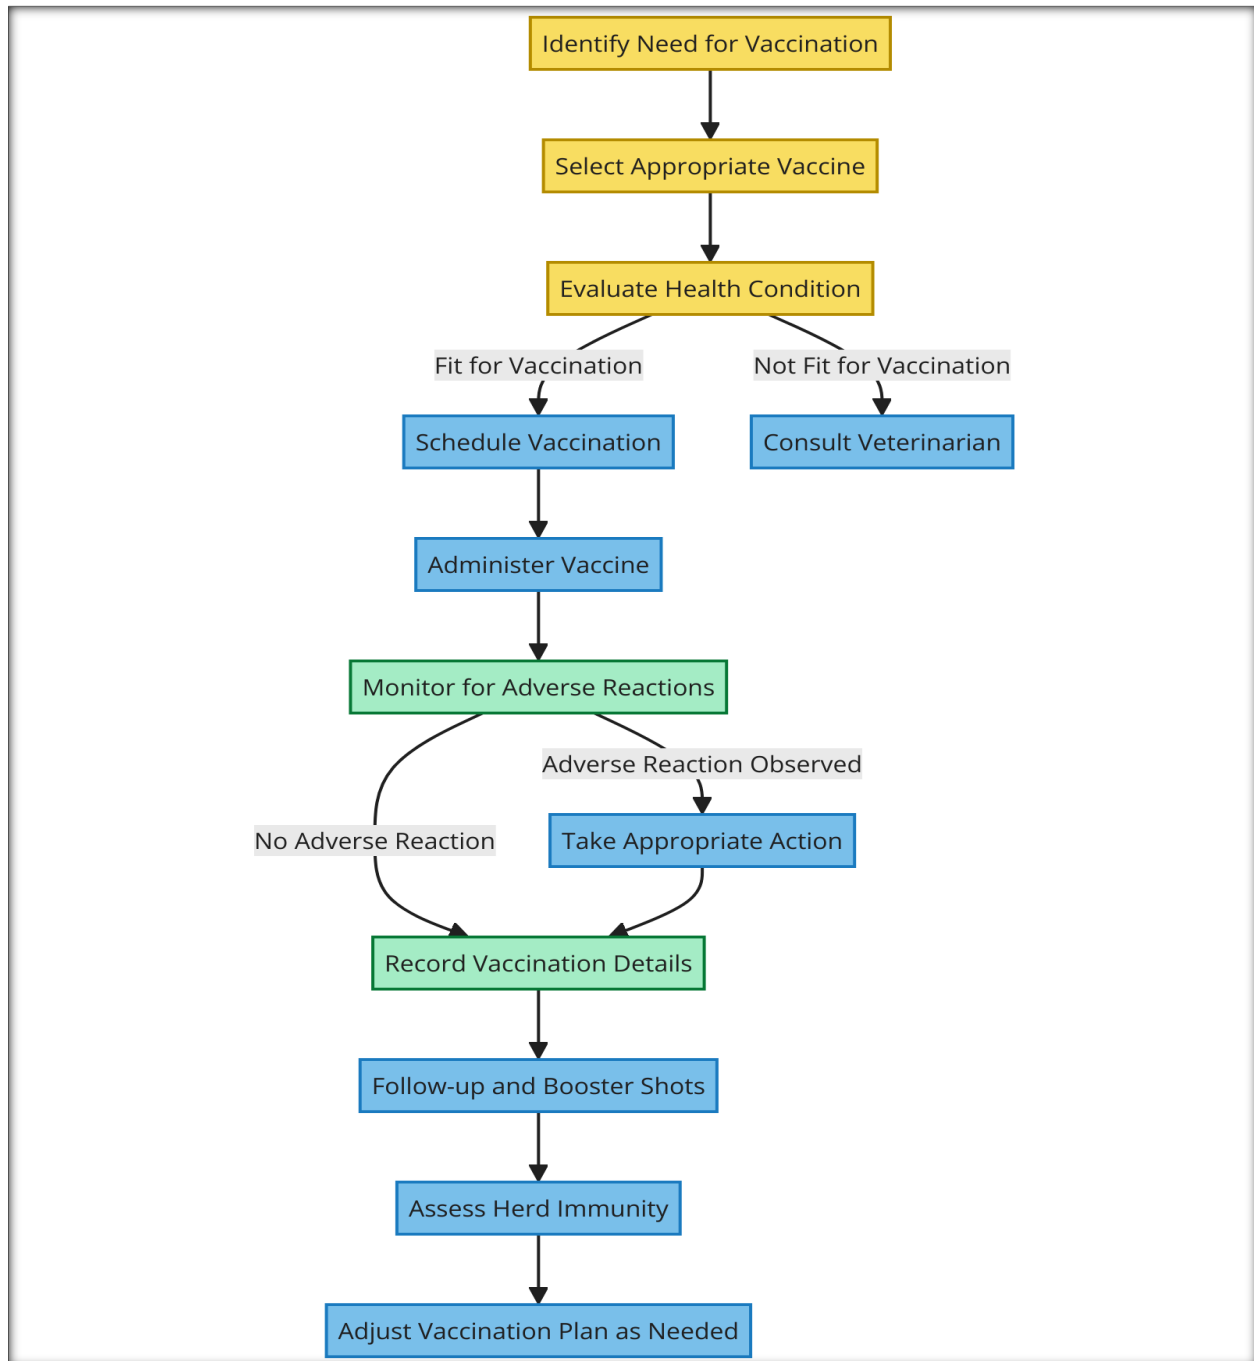 Identify Need for Vaccination
Select Appropriate Vaccine
Evaluate Health Condition
Fit for Vaccination
Not Fit for Vaccination
Schedule Vaccination
Consult Veterinarian
Administer Vaccine
Monitor for Adverse Reactions
Adverse Reaction Observed
No Adverse Reaction
Take Appropriate Action
Record Vaccination Details
Follow-up and Booster Shots
Assess Herd Immunity
Adjust Vaccination Plan as Needed